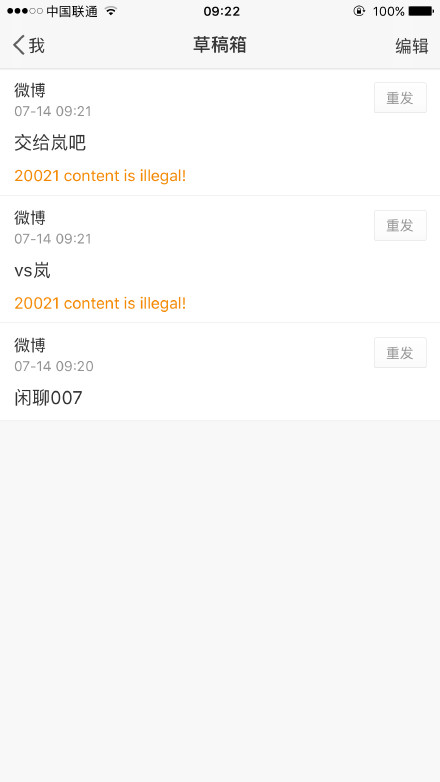 中国联通 09:22 100%
我 草稿箱 编辑
微博 重发
07-14 09:21
交给岚吧
20021 content is illegal!
微博 重发
07-14 09:21
vs岚
20021 content is illegal!
微博 重发
07-14 09:20
闲聊007